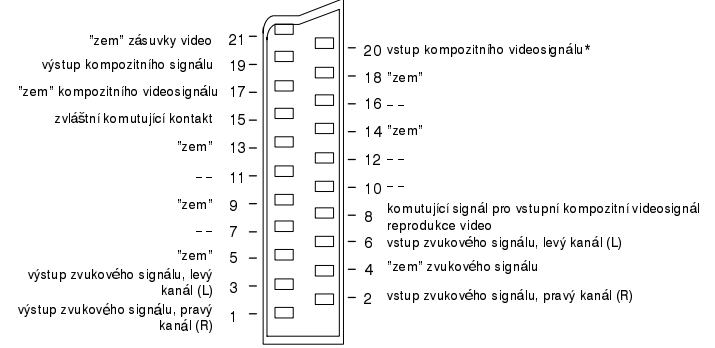 "zem" zásuvky video 21
výstup kompozitního signálu 19
"zem" kompozitního videosignálu 17
zvláštní komutující kontakt 15
"zem" 13
– – 11
"zem" 9
– – 7
"zem" 5
výstup zvukového signálu, levý
kanál (L) 3
výstup zvukového signálu, pravý
kanál (R) 1
20 vstup kompozitního videosignálu*
18 "zem"
16 – –
14 "zem"
12 – –
10 – –
8 komutující signál pro vstupní kompozitní videosignál
reprodukce video
6 vstup zvukového signálu, levý kanál (L)
4 "zem" zvukového signálu
2 vstup zvukového signálu, pravý kanál (R)